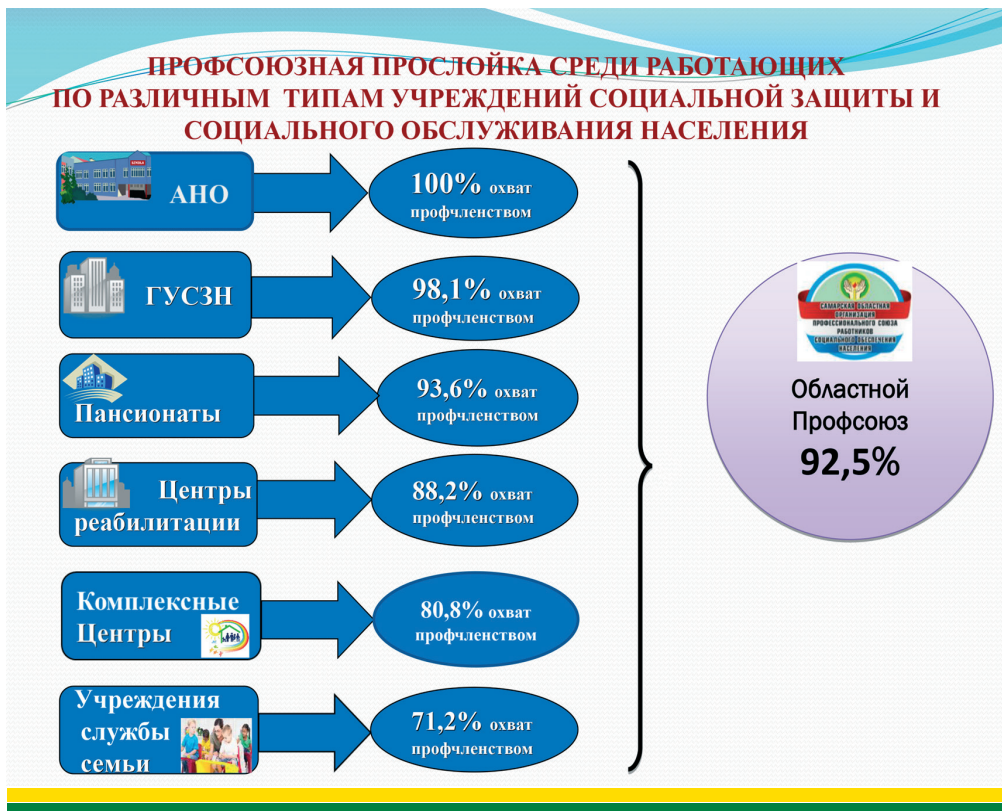 ПРОФСОЮЗНАЯ ПРОСЛОЙКА СРЕДИ РАБОТАЮЩИХ
ПО РАЗЛИЧНЫМ ТИПАМ УЧРЕЖДЕНИЙ СОЦИАЛЬНОЙ ЗАЩИТЫ И
СОЦИАЛЬНОГО ОБСЛУЖИВАНИЯ НАСЕЛЕНИЯ
АНО
100% охват
профчленством
ГУСЗН
98,1% охват
профчленством
Пансионаты
93,6% охват
профчленством
Центры
реабилитации
88,2% охват
профчленством
Комплексные
Центры
80,8% охват
профчленством
Учреждения
службы
семьи
71,2% охват
профчленством
САМАРСКАЯ ОБЛАСТНАЯ
ОРГАНИЗАЦИЯ
ПРОФЕССИОНАЛЬНОГО СОЮЗА
РАБОТНИКОВ
СОЦИАЛЬНОГО ОБЕСПЕЧЕНИЯ
НАСЕЛЕНИЯ
Областной
Профсоюз
92,5%